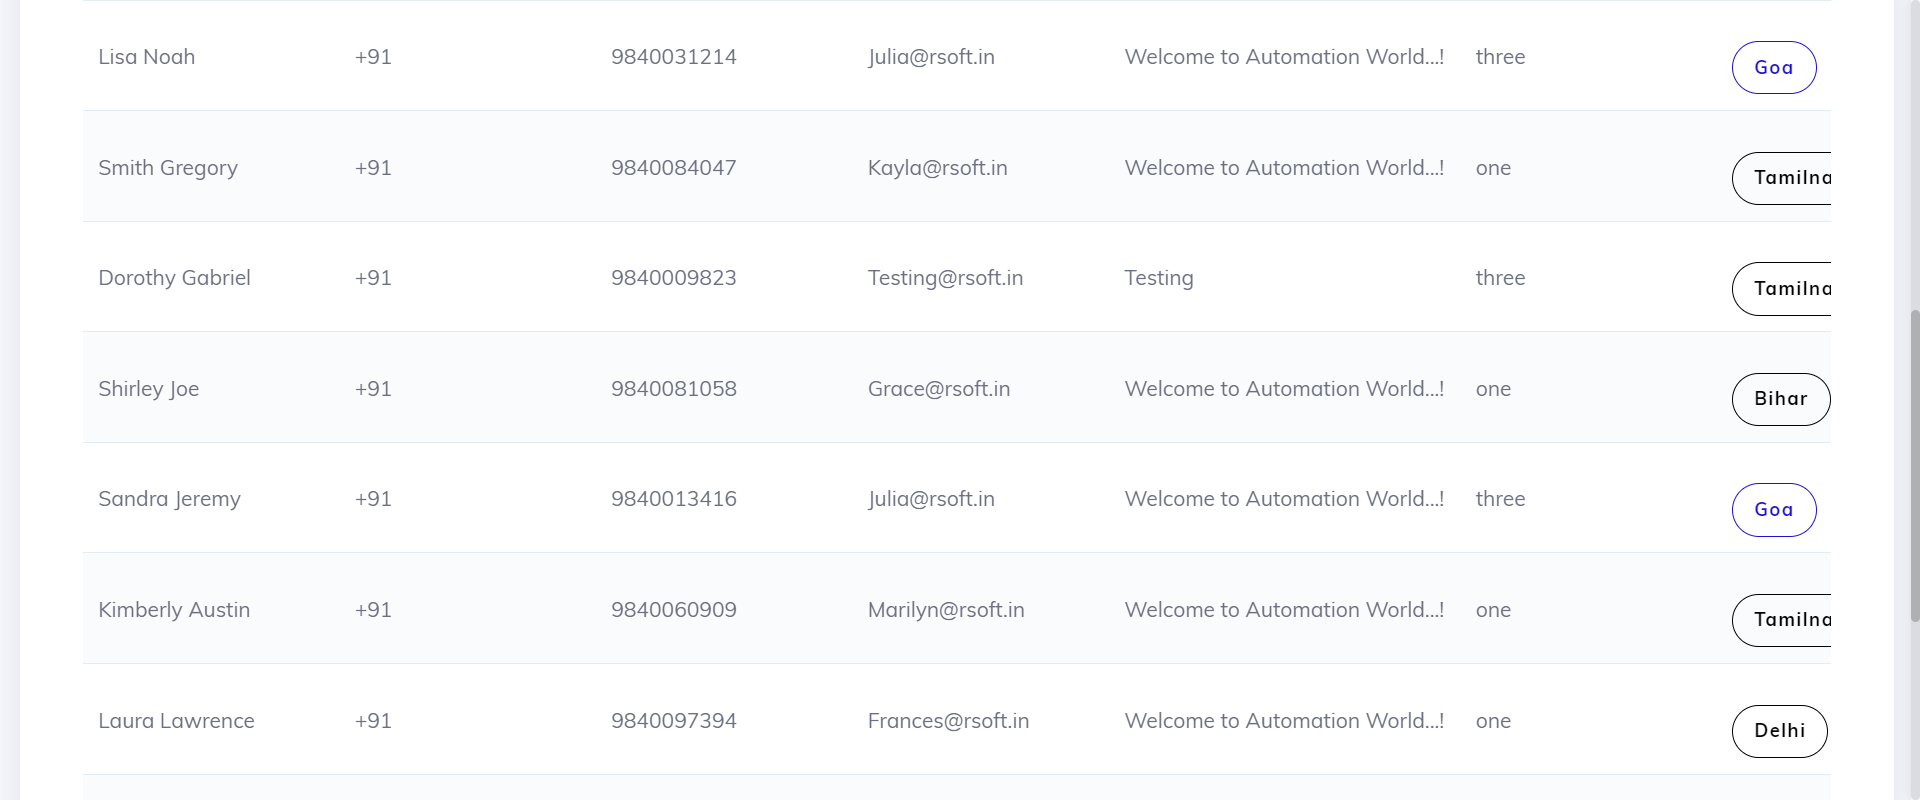 Lisa Noah +91 9840031214 Julia@rsoft.in Welcome to Automation World...! three Goa
Smith Gregory +91 9840084047 Kayla@rsoft.in Welcome to Automation World...! one Tamilna
Dorothy Gabriel +91 9840009823 Testing@rsoft.in Testing three Tamilna
Shirley Joe +91 9840081058 Grace@rsoft.in Welcome to Automation World...! one Bihar
Sandra Jeremy +91 9840013416 Julia@rsoft.in Welcome to Automation World...! three Goa
Kimberly Austin +91 9840060909 Marilyn@rsoft.in Welcome to Automation World...! one Tamilna
Laura Lawrence +91 9840097394 Frances@rsoft.in Welcome to Automation World...! one Delhi